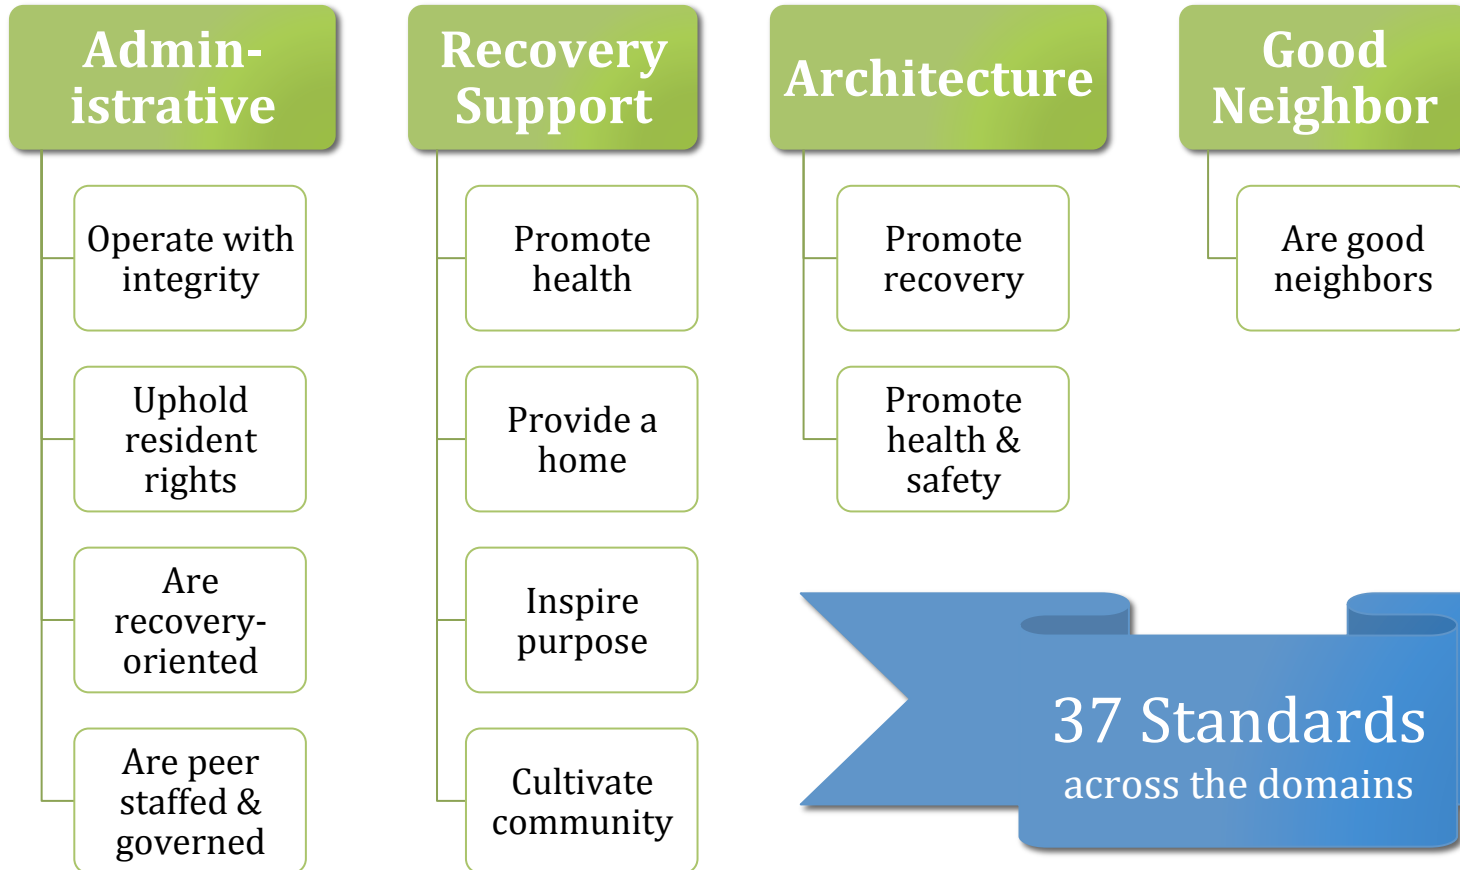 Admin-
istrative
Operate with
integrity
Uphold
resident
rights
Are
recovery-
oriented
Are peer
staffed &
governed
Recovery
Support
Promote
health
Provide a
home
Inspire
purpose
Cultivate
community
Architecture
Promote
recovery
Promote
health &
safety
Good
Neighbor
Are good
neighbors
37 Standards
across the domains